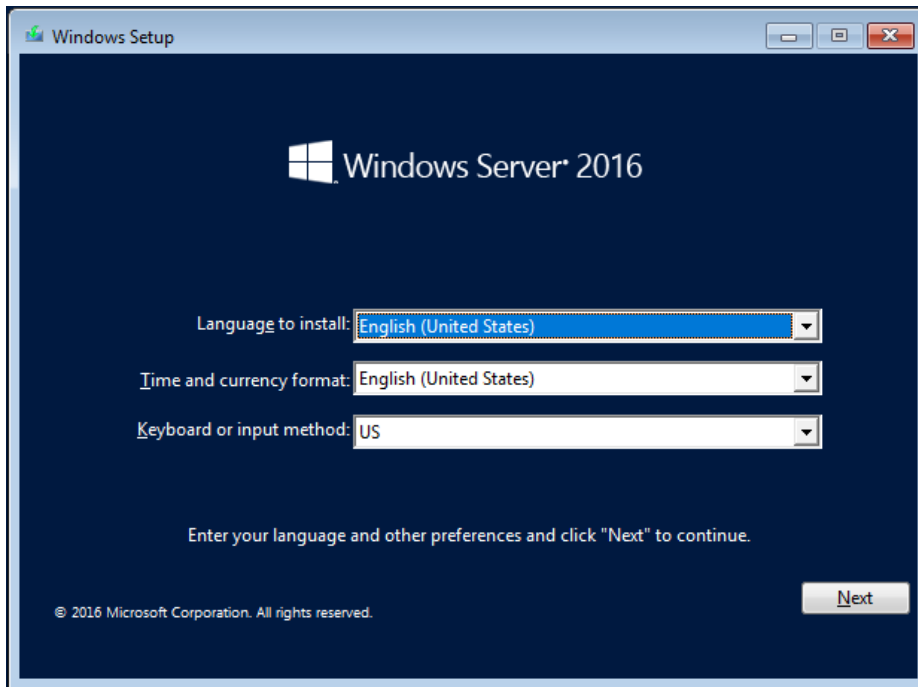 Windows Setup
Windows Server• 2016
Language to install: English (United States)
Time and currency format: English (United States)
Keyboard or input method: US
Enter your language and other preferences and click "Next" to continue.
Next
© 2016 Microsoft Corporation. All rights reserved.